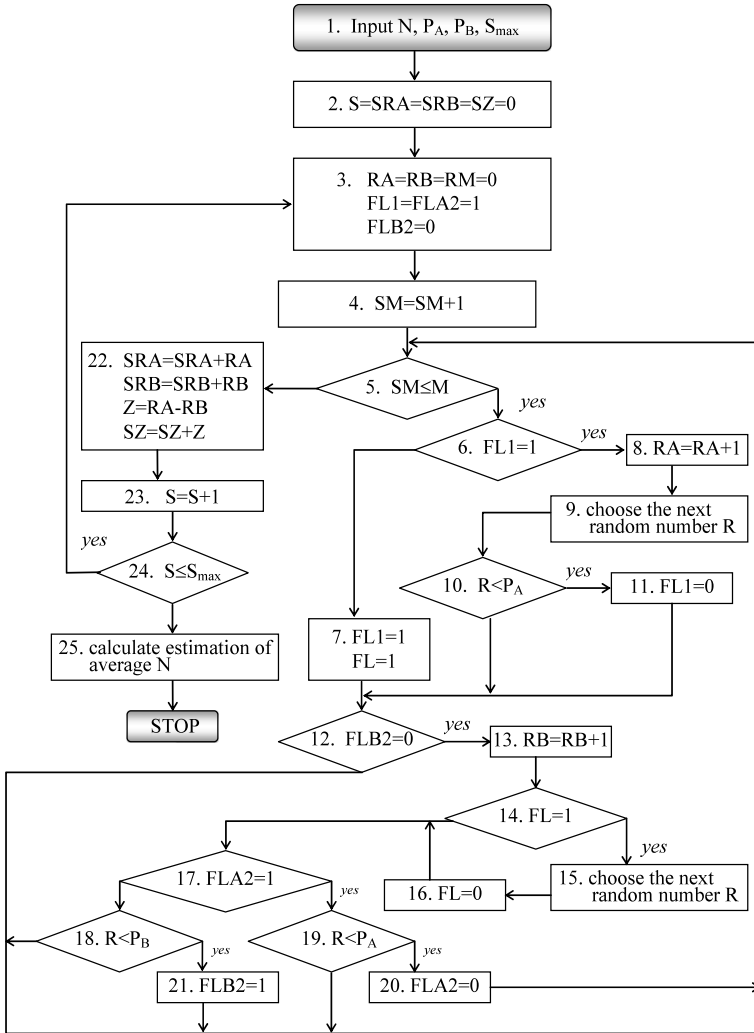 1. Input N, P_A, P_B, S_max
2. S=SRA=SRB=SZ=0
3. RA=RB=RM=0
FL1=FLA2=1
FLB2=0
4. SM=SM+1
22. SRA=SRA+RA
SRB=SRB+RB
Z=RA-RB
SZ=SZ+Z
5. SM≤M
yes
6. FL1=1
yes
8. RA=RA+1
23. S=S+1
9. choose the next
random number R
yes
24. S≤S_max
10. R<P_A
yes
11. FL1=0
7. FL1=1
FL=1
25. calculate estimation of
average N
STOP
12. FLB2=0
yes
13. RB=RB+1
14. FL=1
yes
15. choose the next
random number R
16. FL=0
17. FLA2=1
yes
18. R<P_B
yes
19. R<P_A
yes
21. FLB2=1
20. FLA2=0